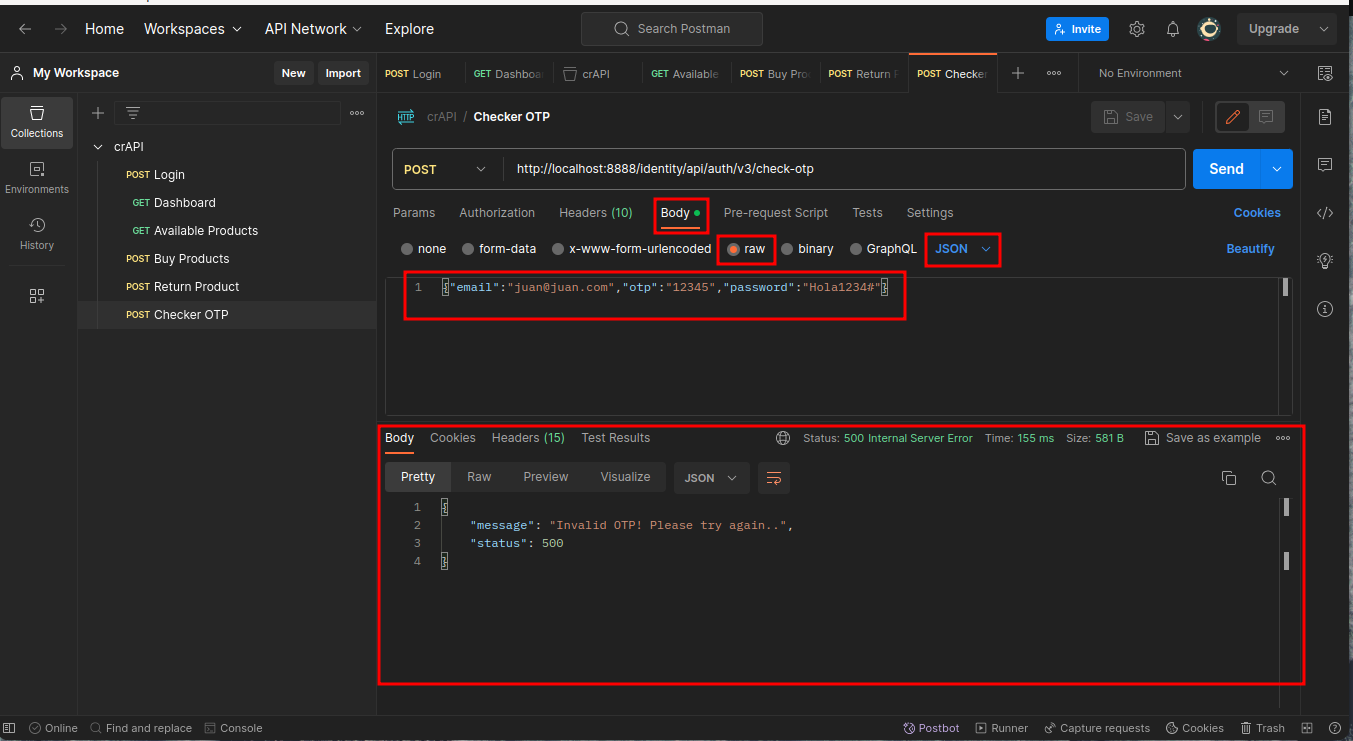 Home Workspaces API Network Explore Search Postman Invite Upgrade
My Workspace New Import POST Login GET Dashboa crAPI GET Available POST Buy Pro POST Return P POST Checker No Environment
Collections
Environments
History
crAPI
POST Login
GET Dashboard
GET Available Products
POST Buy Products
POST Return Product
POST Checker OTP
HTTP crAPI / Checker OTP Save
POST http://localhost:8888/identity/api/auth/v3/check-otp Send
Params Authorization Headers (10) Body Pre-request Script Tests Settings Cookies
none form-data x-www-form-urlencoded raw binary GraphQL JSON Beautify
1 {"email":"juan@juan.com","otp":"12345","password":"Hola1234#"}
Body Cookies Headers (15) Test Results Status: 500 Internal Server Error Time: 155 ms Size: 581 B Save as example
Pretty Raw Preview Visualize JSON
1 {
2 "message": "Invalid OTP! Please try again..",
3 "status": 500
4 }
Online Find and replace Console Postbot Runner Capture requests Cookies Trash